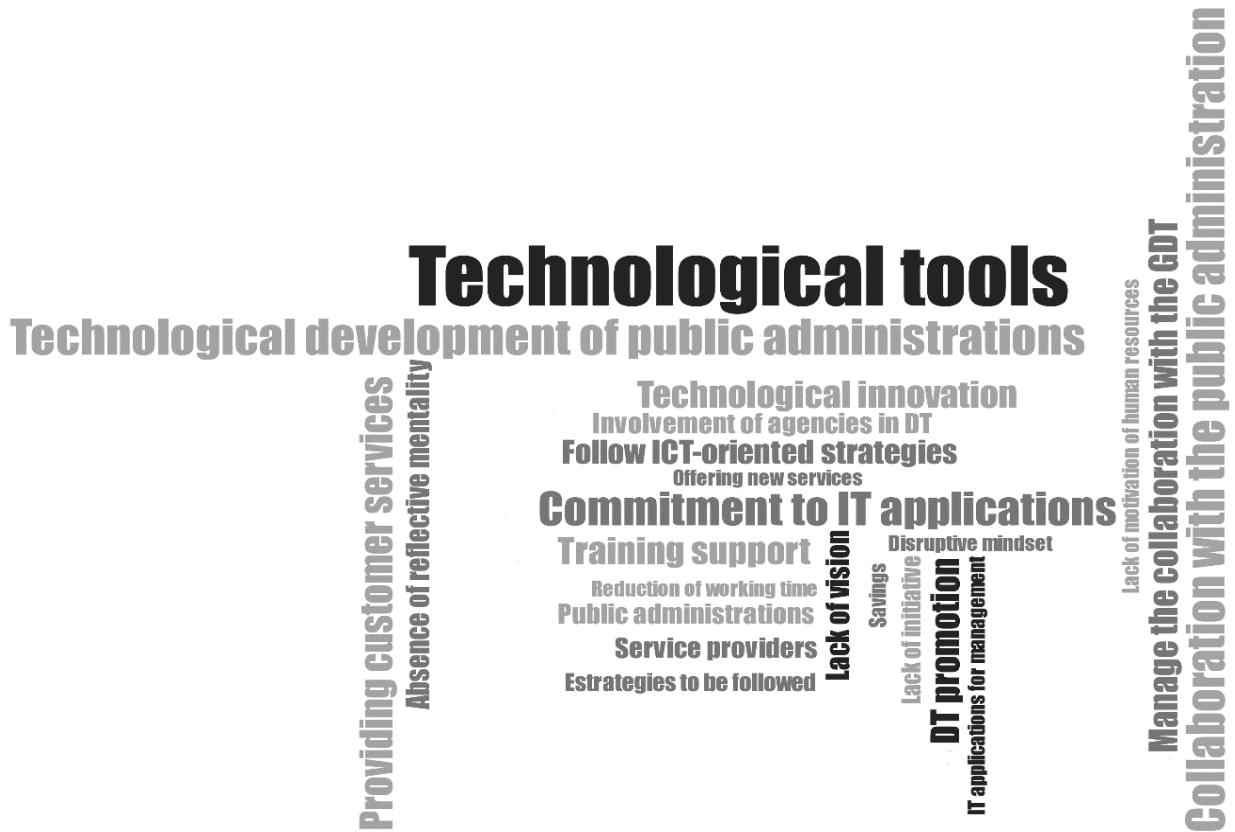 Technological tools
Technological development of public administrations
Technological innovation
Involvement of agencies in DT
Follow ICT-oriented strategies
Offering new services
Commitment to IT applications
Training support
Disruptive mindset
Reduction of working time
Public administrations
Service providers
Estrategies to be followed
Providing customer services
Absence of reflective mentality
Lack of vision
Savings
Lack of initiative
DT promotion
IT applications for management
Lack of motivation of human resources
Manage the collaboration with the GDT
Collaboration with the public administration